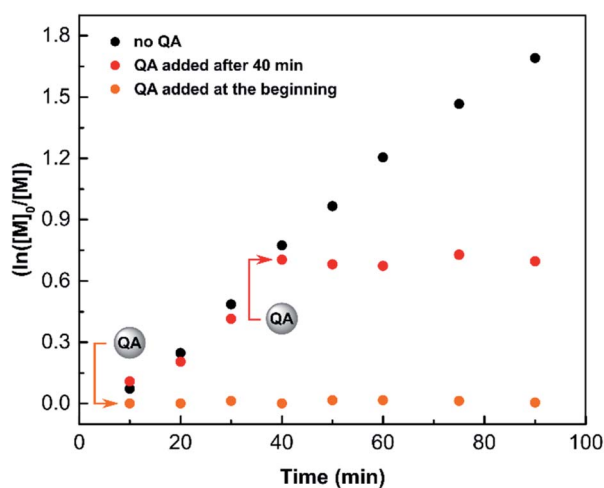 no QA
QA added after 40 min
QA added at the beginning
(ln([M]0/[M])
1.8
1.5
1.2
0.9
0.6
0.3
0.0
QA
QA
0 20 40 60 80 100
Time (min)